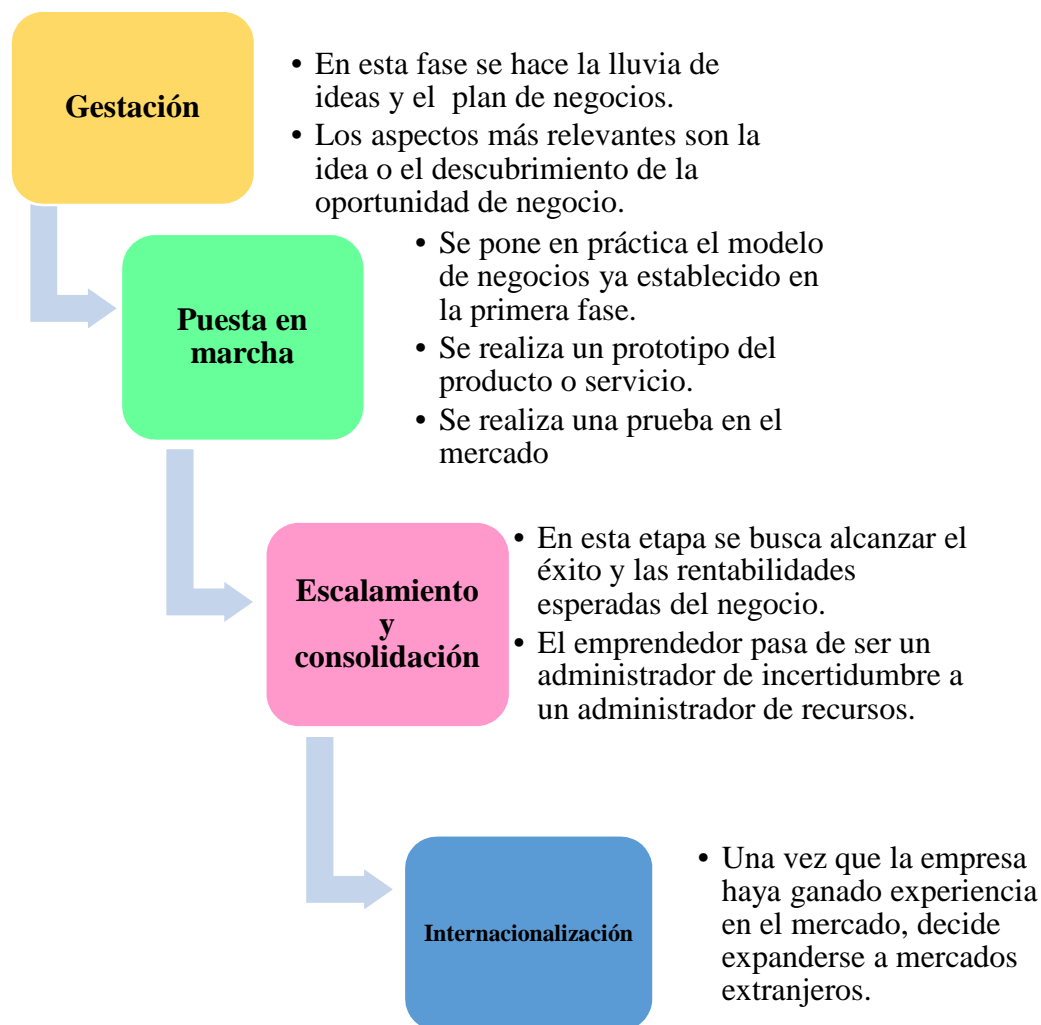 Gestación
• En esta fase se hace la lluvia de
ideas y el plan de negocios.
• Los aspectos más relevantes son la
idea o el descubrimiento de la
oportunidad de negocio.
Puesta en
marcha
• Se pone en práctica el modelo
de negocios ya establecido en
la primera fase.
• Se realiza un prototipo del
producto o servicio.
• Se realiza una prueba en el
mercado
Escalamiento
y
consolidación
• En esta etapa se busca alcanzar el
éxito y las rentabilidades
esperadas del negocio.
• El emprendedor pasa de ser un
administrador de incertidumbre a
un administrador de recursos.
Internacionalización
• Una vez que la empresa
haya ganado experiencia
en el mercado, decide
expanderse a mercados
extranjeros.